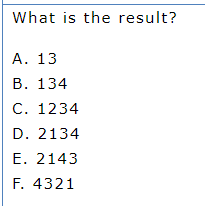 What is the result?
A. 13
B. 134
C. 1234
D. 2134
E. 2143
F. 4321